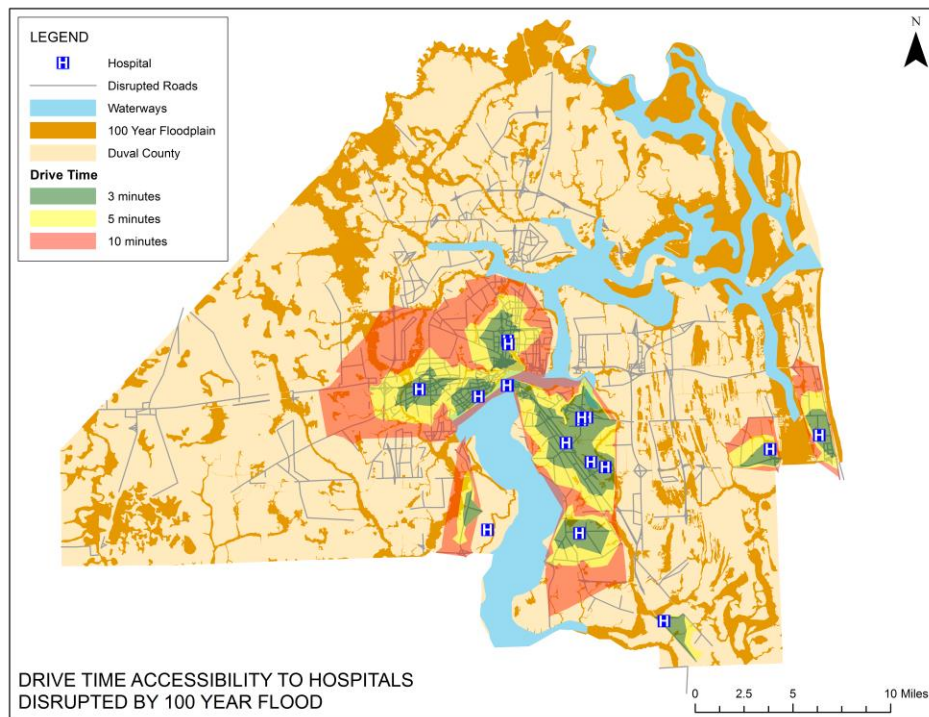 LEGEND
H Hospital
Disrupted Roads
Waterways
100 Year Floodplain
Duval County
Drive Time
3 minutes
5 minutes
10 minutes
N
H
H
H
H
H
H
H
H
H
H
H
H
H
H
DRIVE TIME ACCESSIBILITY TO HOSPITALS
DISRUPTED BY 100 YEAR FLOOD
0 2.5 5 10 Miles